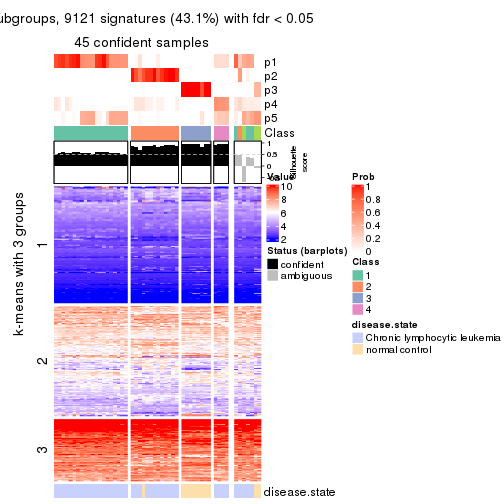 ubgroups, 9121 signatures (43.1%) with fdr < 0.05
45 confident samples
p1
p2
p3
p4
p5
Class
1
0.5
0
Silhouette
score
k-means with 3 groups
1
2
3
disease.state
Value
10
8
6
4
2
Status (barplots)
confident
ambiguous
Prob
1
0.8
0.6
0.4
0.2
0
Class
1
2
3
4
disease.state
Chronic lymphocytic leukemia
normal control